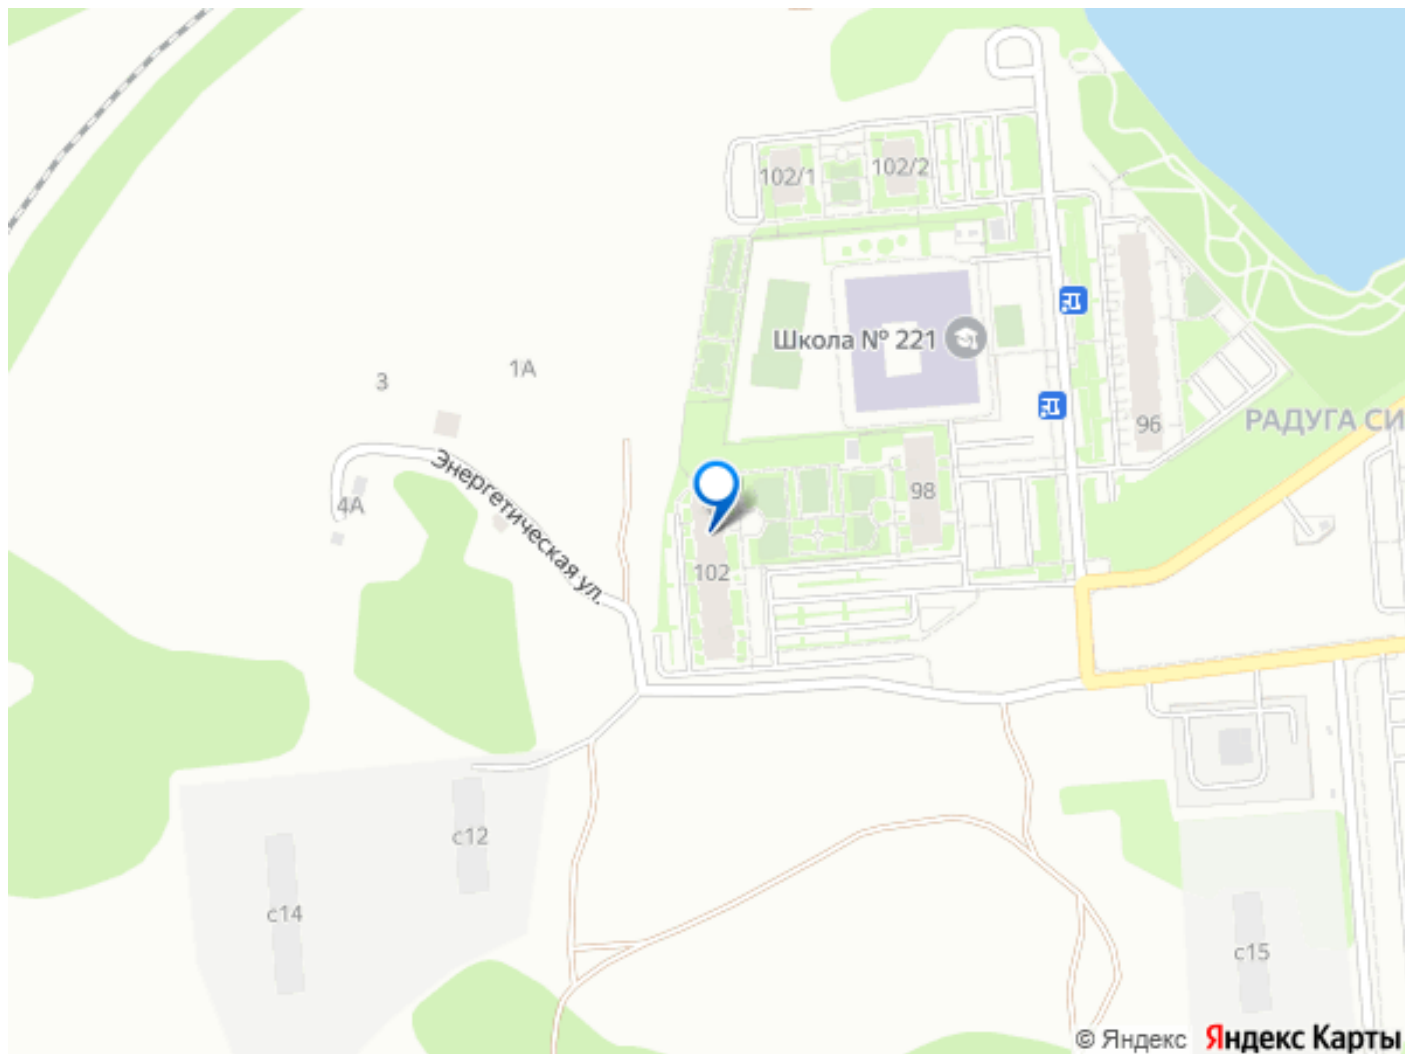 102/1
102/2
Школа № 221
3
1А
96
РАДУГА СИ
Энергетическая ул.
98
4А
102
с12
с14
с15
© Яндекс
Яндекс Карты